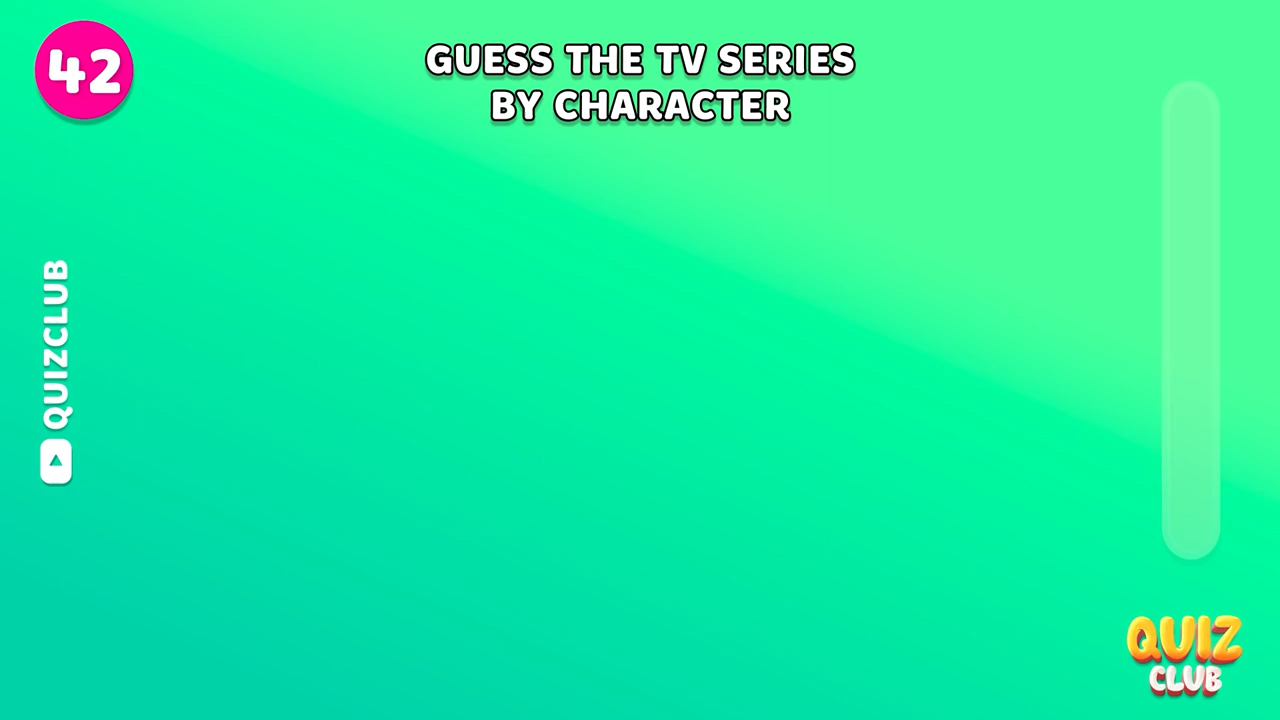 42
GUESS THE TV SERIES
BY CHARACTER
QUIZCLUB
QUIZ
CLUB